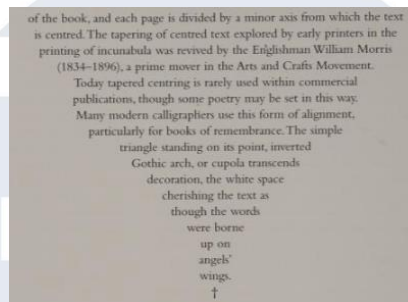 of the book, and each page is divided by a minor axis from which the text
is centred. The tapering of centred text explored by early printers in the
printing of incunabula was revived by the Englishman William Morris
(1834–1896), a prime mover in the Arts and Crafts Movement.
Today tapered centring is rarely used within commercial
publications, though some poetry may be set in this way.
Many modern calligraphers use this form of alignment,
particularly for books of remembrance. The simple
triangle standing on its point, inverted
Gothic arch, or cupola transcends
decoration, the white space
cherishing the text as
though the words
were borne
up on
angels'
wings.
†